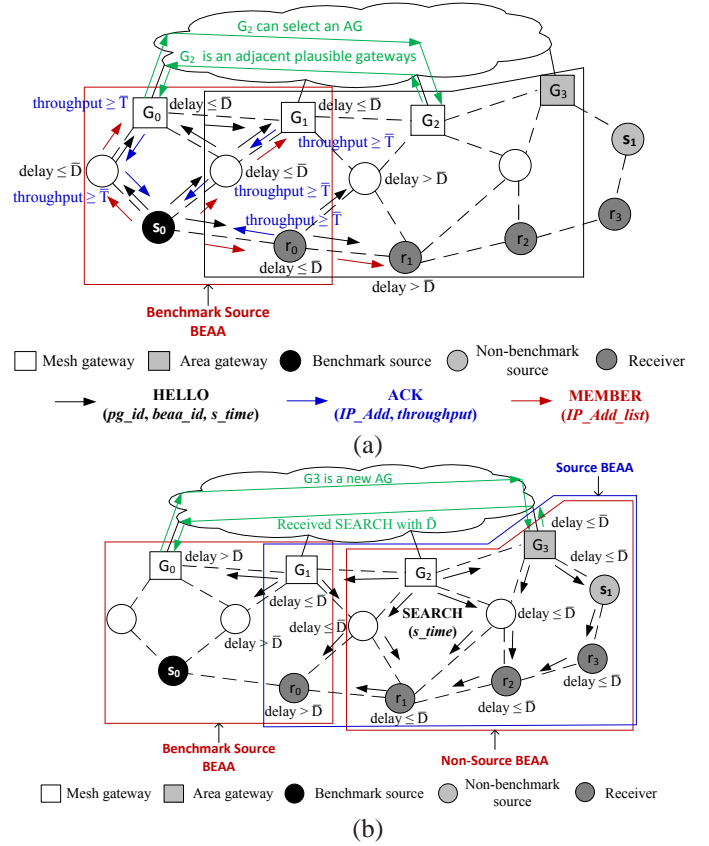 G2 can select an AG
G2 is an adjacent plausible gateways
throughput ≥ T̄
G0
delay ≤ D̄
G1
delay ≤ D̄
G2
G3
throughput ≥ T̄
s1
delay ≤ D̄
delay ≤ D̄
delay > D̄
throughput ≥ T̄
throughput ≥ T̄
throughput ≥ T̄
s0
r0
r1
r2
r3
delay ≤ D̄
delay > D̄
Benchmark Source
BEAA
Mesh gateway
Area gateway
Benchmark source
Non-benchmark
source
Receiver
HELLO
(pg_id, beaa_id, s_time)
ACK
(IP_Add, throughput)
MEMBER
(IP_Add_list)
(a)
Source BEAA
G3 is a new AG
Received SEARCH with D̄
delay ≤ D̄
delay > D̄
G3
delay ≤ D̄
G0
G1
G2
s1
delay ≤ D̄
SEARCH
(s_time)
delay ≤ D̄
delay ≤ D̄
delay > D̄
s0
r0
r1
r2
r3
delay > D̄
delay ≤ D̄
delay ≤ D̄
delay ≤ D̄
Benchmark Source
BEAA
Non-Source BEAA
Mesh gateway
Area gateway
Benchmark source
Non-benchmark
source
Receiver
(b)